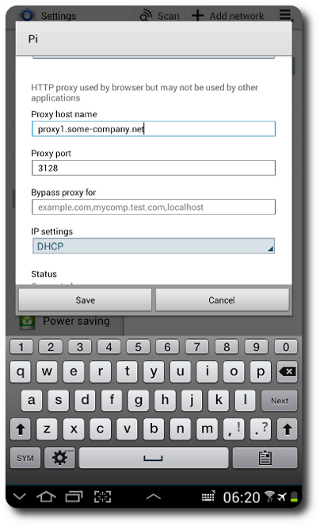 Settings Scan + Add network
Pi
HTTP proxy used by browser but may not be used by other
applications
Proxy host name
proxy1.some-company.net
Proxy port
3128
Bypass proxy for
example.com,mycomp.test.com,localhost
IP settings
DHCP
Status
Save Cancel
Power saving
1 2 3 4 5 6 7 8 9 0
q w e r t y u i o p
a s d f g h j k l Next
z x c v b n m ,! .?
SYM
06:20